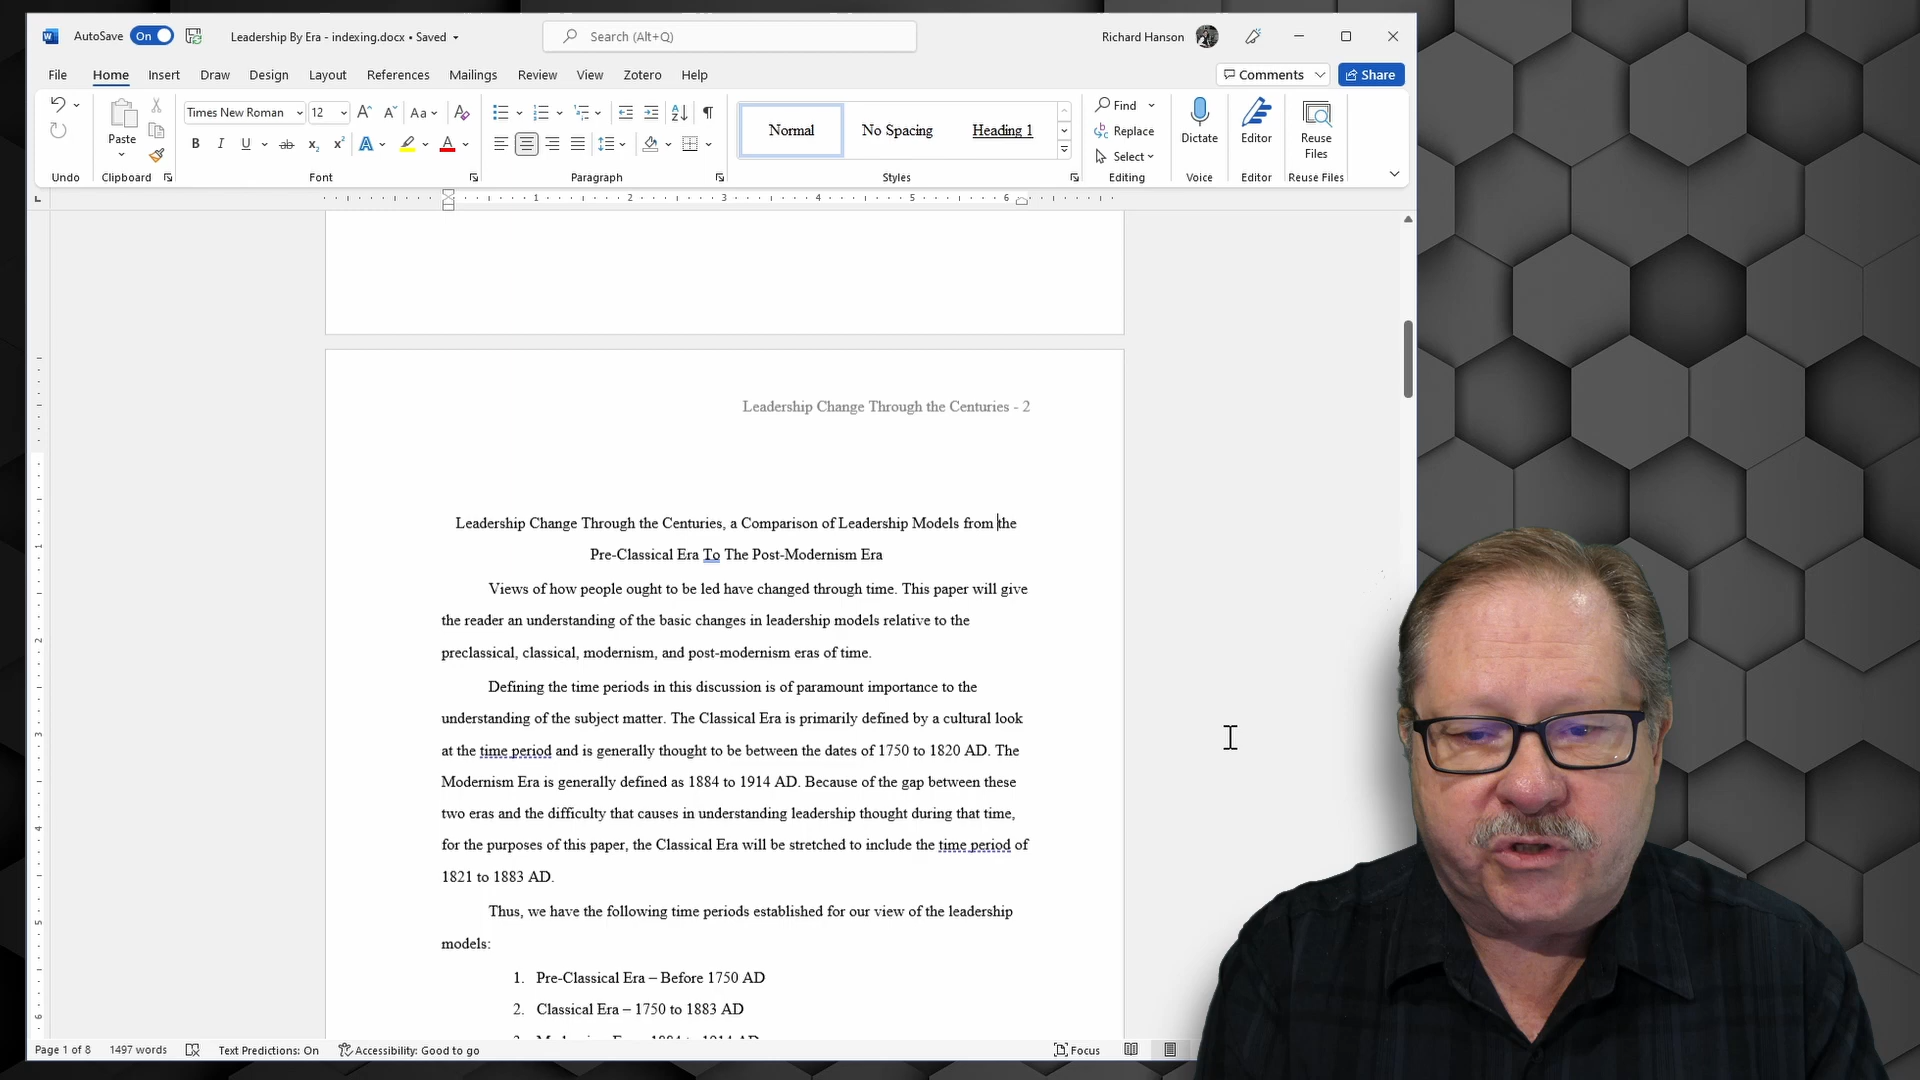 AutoSave On Leadership By Era - indexing.docx • Saved Search (Alt+Q) Richard Hanson
File Home Insert Draw Design Layout References Mailings Review View Zotero Help Comments Share
Times New Roman 12 Aa
Paste
B I U ab x₂ x² A A
Normal No Spacing Heading 1
Find
Replace
Select
Dictate
Editor
Reuse Files
Undo Clipboard Font Paragraph Styles Editing Voice Editor Reuse Files
1 2 3 4 5 6
Leadership Change Through the Centuries - 2
Leadership Change Through the Centuries, a Comparison of Leadership Models from the
Pre-Classical Era To The Post-Modernism Era
Views of how people ought to be led have changed through time. This paper will give
the reader an understanding of the basic changes in leadership models relative to the
preclassical, classical, modernism, and post-modernism eras of time.
Defining the time periods in this discussion is of paramount importance to the
understanding of the subject matter. The Classical Era is primarily defined by a cultural look
at the time period and is generally thought to be between the dates of 1750 to 1820 AD. The
Modernism Era is generally defined as 1884 to 1914 AD. Because of the gap between these
two eras and the difficulty that causes in understanding leadership thought during that time,
for the purposes of this paper, the Classical Era will be stretched to include the time period of
1821 to 1883 AD.
Thus, we have the following time periods established for our view of the leadership
models:
1. Pre-Classical Era – Before 1750 AD
2. Classical Era – 1750 to 1883 AD
Page 1 of 8 1497 words Text Predictions: On Accessibility: Good to go Focus